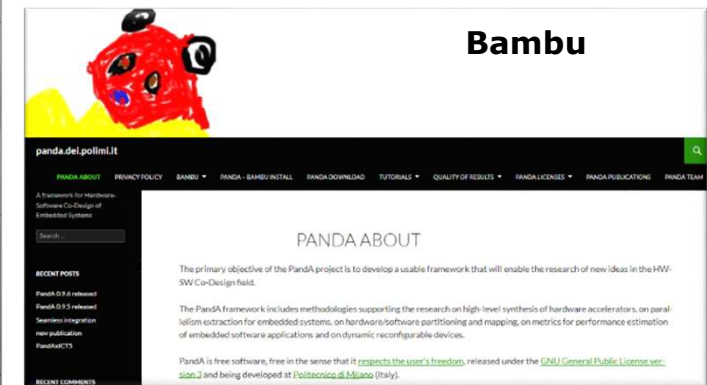 Bambu
panda.dei.polimi.it
PANDA ABOUT PRIVACY POLICY BAMBU PANDA – BAMBU INSTALL PANDA DOWNLOAD TUTORIALS QUALITY OF RESULTS PANDA LICENSES PANDA PUBLICATIONS PANDA TEAM
A framework for Hardware-
Software Co-Design of
Embedded Systems
Search ...
RECENT POSTS
PandA 0.9.6 released
PandA 0.9.5 released
Seamless integration
new publication
PandAxICT5
RECENT COMMENTS
PANDA ABOUT
The primary objective of the PandA project is to develop a usable framework that will enable the research of new ideas in the HW-
SW Co-Design field.
The PandA framework includes methodologies supporting the research on high-level synthesis of hardware accelerators, on paral-
lelism extraction for embedded systems, on hardware/software partitioning and mapping, on metrics for performance estimation
of embedded software applications and on dynamic reconfigurable devices.
PandA is free software, free in the sense that it respects the user's freedom, released under the GNU General Public License ver-
sion 3 and being developed at Politecnico di Milano (Italy).